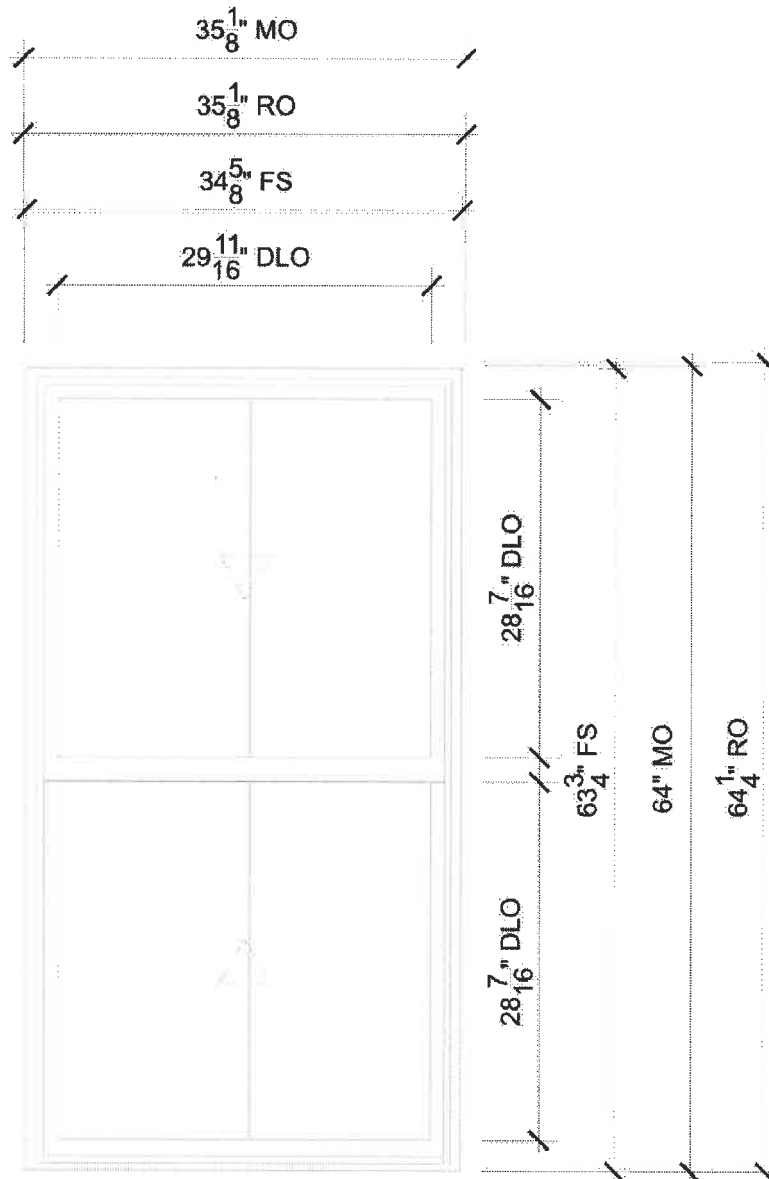 35 1/8" MO
35 1/8" RO
34 5/8" FS
29 11/16" DLO
28 7/16" DLO
28 7/16" DLO
63 3/4" FS
64" MO
64 1/4" RO